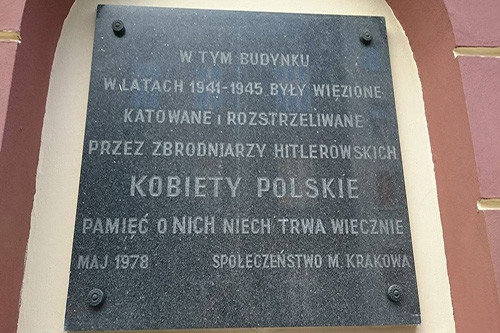 W TYM BUDYNKU
W LATACH 1941-1945 BYŁY WIĘZIONE
KATOWANE i ROZSTRZELIWANE
PRZEZ ZBRODNIARZY HITLEROWSKICH
KOBIETY POLSKIE
PAMIĘĆ O NICH NIECH TRWA WIECZNIE
MAJ 1978 SPOŁECZEŃSTWO M. KRAKOWA